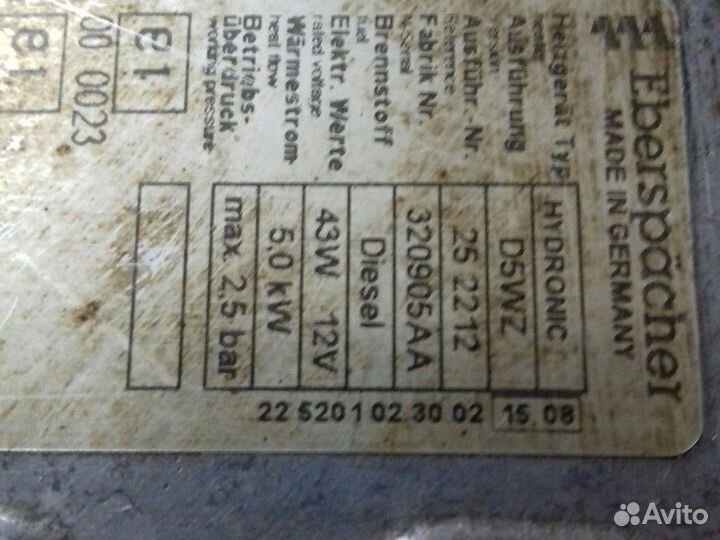 Eberspächer
MADE IN GERMANY
Heizgerät Typ HYDRONIC
heater
Ausführung D5WZ
version
Ausführ.-Nr. 25 2212
Reference
Fabrik Nr. 320905AA
Brennstoff Diesel
fuel
Elektr. Werte 43W 12V
rated voltage
Wärmestrom 5,0 kW
heat flow
Betriebs-
überdruck max. 2,5 bar
working pressure
e1
00 0023
22 5201 02 30 02 15 08
Avito